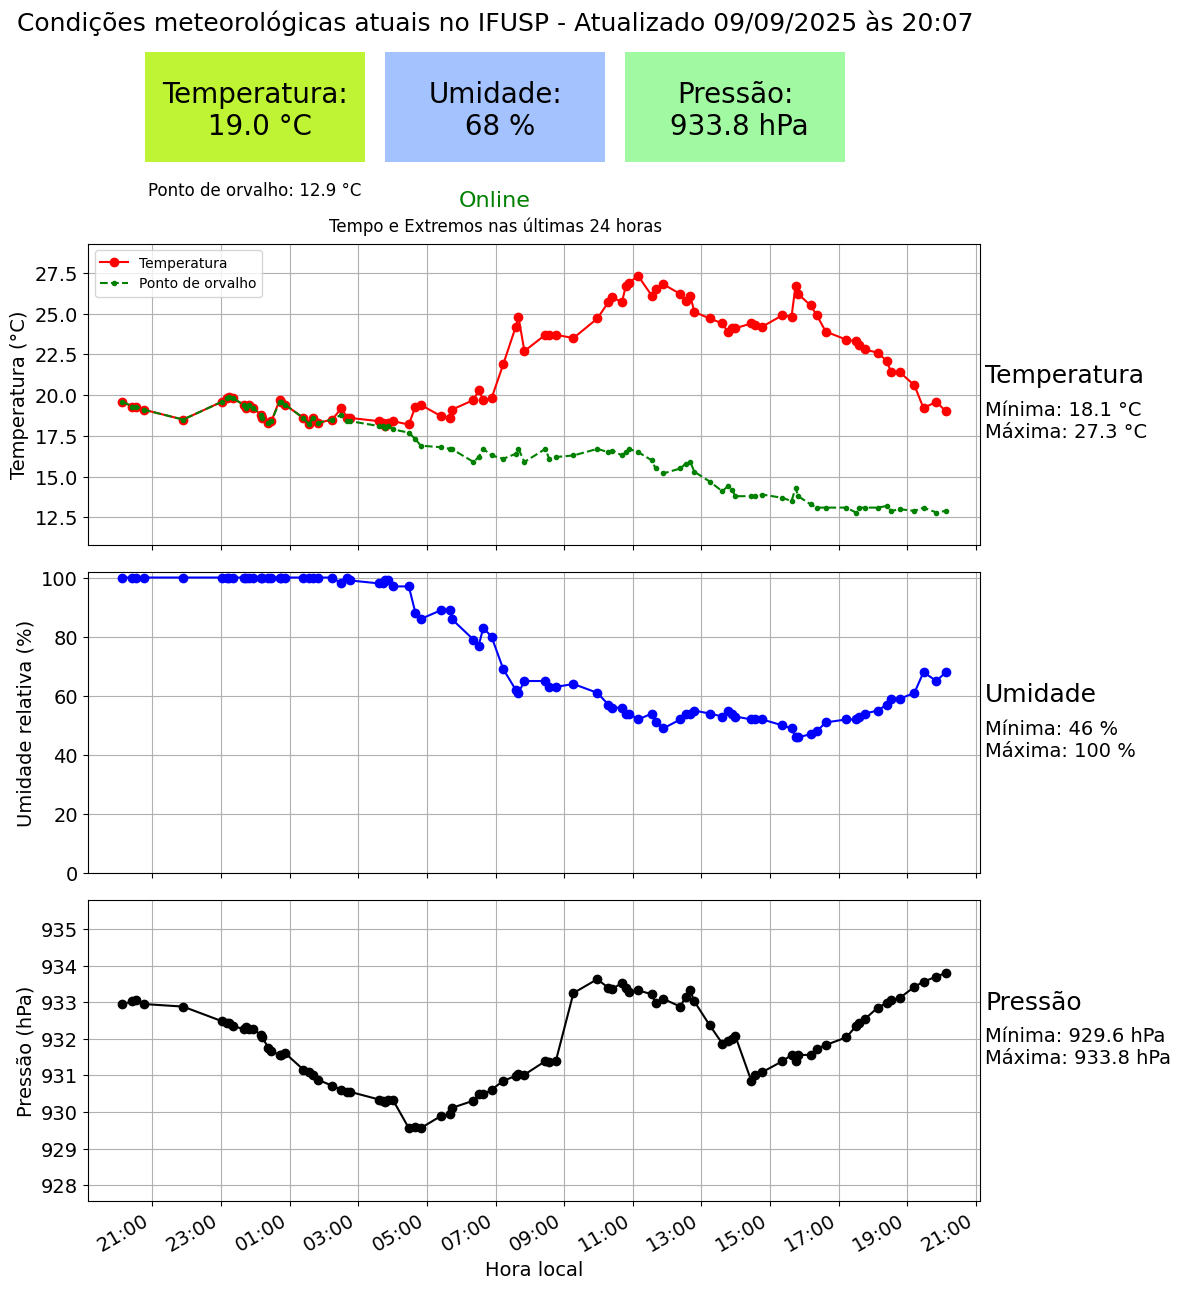 Condições meteorológicas atuais no IFUSP - Atualizado 09/09/2025 às 20:07
Temperatura:
19.0 °C
Umidade:
68 %
Pressão:
933.8 hPa
Ponto de orvalho: 12.9 °C
Online
Tempo e Extremos nas últimas 24 horas
Temperatura
Ponto de orvalho
Temperatura (°C)
27.5
25.0
22.5
20.0
17.5
15.0
12.5
Temperatura
Mínima: 18.1 °C
Máxima: 27.3 °C
Umidade relativa (%)
100
80
60
40
20
0
Umidade
Mínima: 46 %
Máxima: 100 %
Pressão (hPa)
935
934
933
932
931
930
929
928
Pressão
Mínima: 929.6 hPa
Máxima: 933.8 hPa
21:00
23:00
01:00
03:00
05:00
07:00
09:00
11:00
13:00
15:00
17:00
19:00
21:00
Hora local